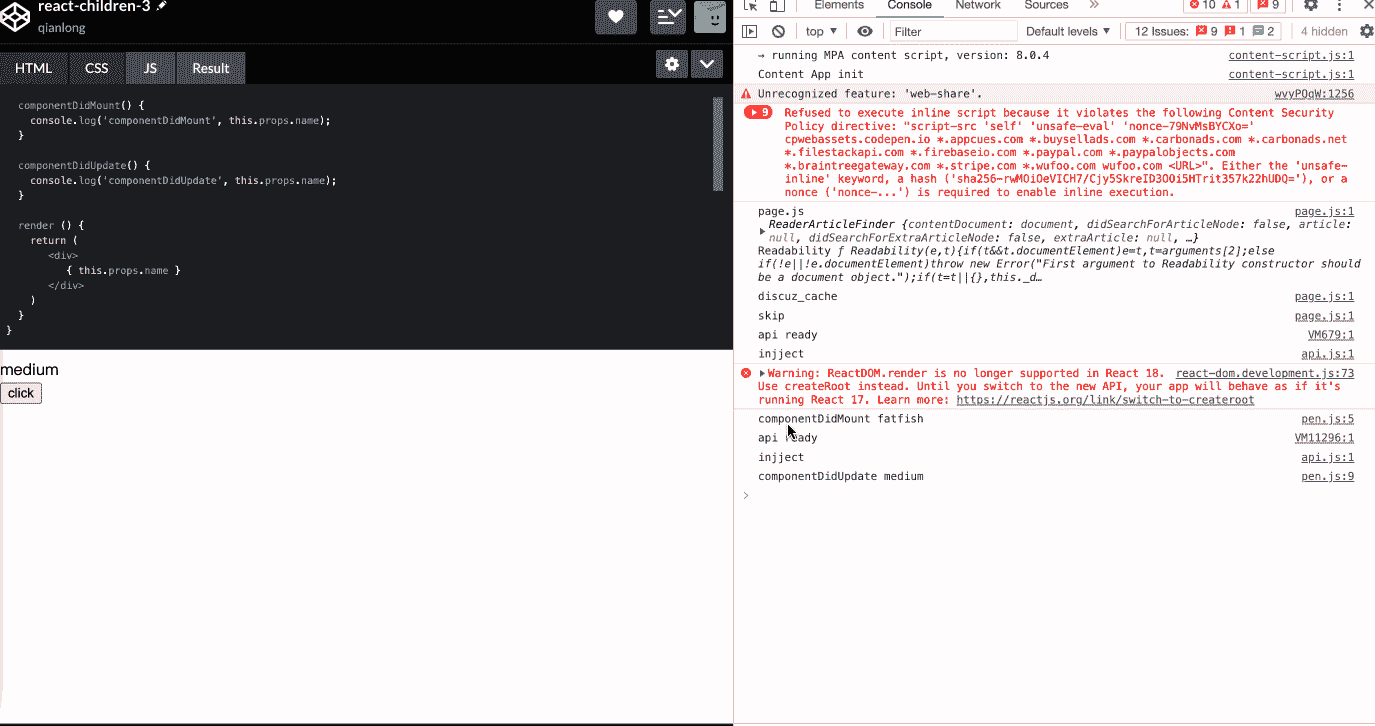 react-children-3
qianlong
HTML CSS JS Result
componentDidMount() {
console.log('componentDidMount', this.props.name);
}
componentDidUpdate() {
console.log('componentDidUpdate', this.props.name);
}
render () {
return (
<div>
{ this.props.name }
</div>
)
}
}
medium
click
Elements Console Network Sources » 10 1 9
top Filter Default levels 12 Issues: 9 1 2 4 hidden
→ running MPA content script, version: 8.0.4 content-script.js:1
Content App init content-script.js:1
Unrecognized feature: 'web-share'. wvyPOqW:1256
9 Refused to execute inline script because it violates the following Content Security
Policy directive: "script-src 'self' 'unsafe-eval' 'nonce-79NvMsBYCXo='
cpwebassets.codepen.io *.appcues.com *.buysellads.com *.carbonads.com *.carbonads.net
*.filestackapi.com *.firebaseio.com *.paypal.com *.paypalobjects.com
*.braintreegateway.com *.stripe.com *.wufoo.com wufoo.com <URL>". Either the 'unsafe-
inline' keyword, a hash ('sha256-rwMOiOeVICH7/Cjy5SkreID3OOi5HTrit357k22hUDQ='), or a
nonce ('nonce-...') is required to enable inline execution.
page.js page.js:1
ReaderArticleFinder {contentDocument: document, didSearchForArticleNode: false, article:
null, didSearchForExtraArticleNode: false, extraArticle: null, …}
Readability ƒ Readability(e,t){if(t&&t.documentElement)e=t,t=arguments[2];else
if(!e||!e.documentElement)throw new Error("First argument to Readability constructor should
be a document object.");if(t=t||{},this._d…
discuz_cache page.js:1
skip page.js:1
api ready VM679:1
injject api.js:1
Warning: ReactDOM.render is no longer supported in React 18. react-dom.development.js:73
Use createRoot instead. Until you switch to the new API, your app will behave as if it's
running React 17. Learn more: https://reactjs.org/link/switch-to-createroot
componentDidMount fatfish pen.js:5
api ready VM11296:1
injject api.js:1
componentDidUpdate medium pen.js:9
>